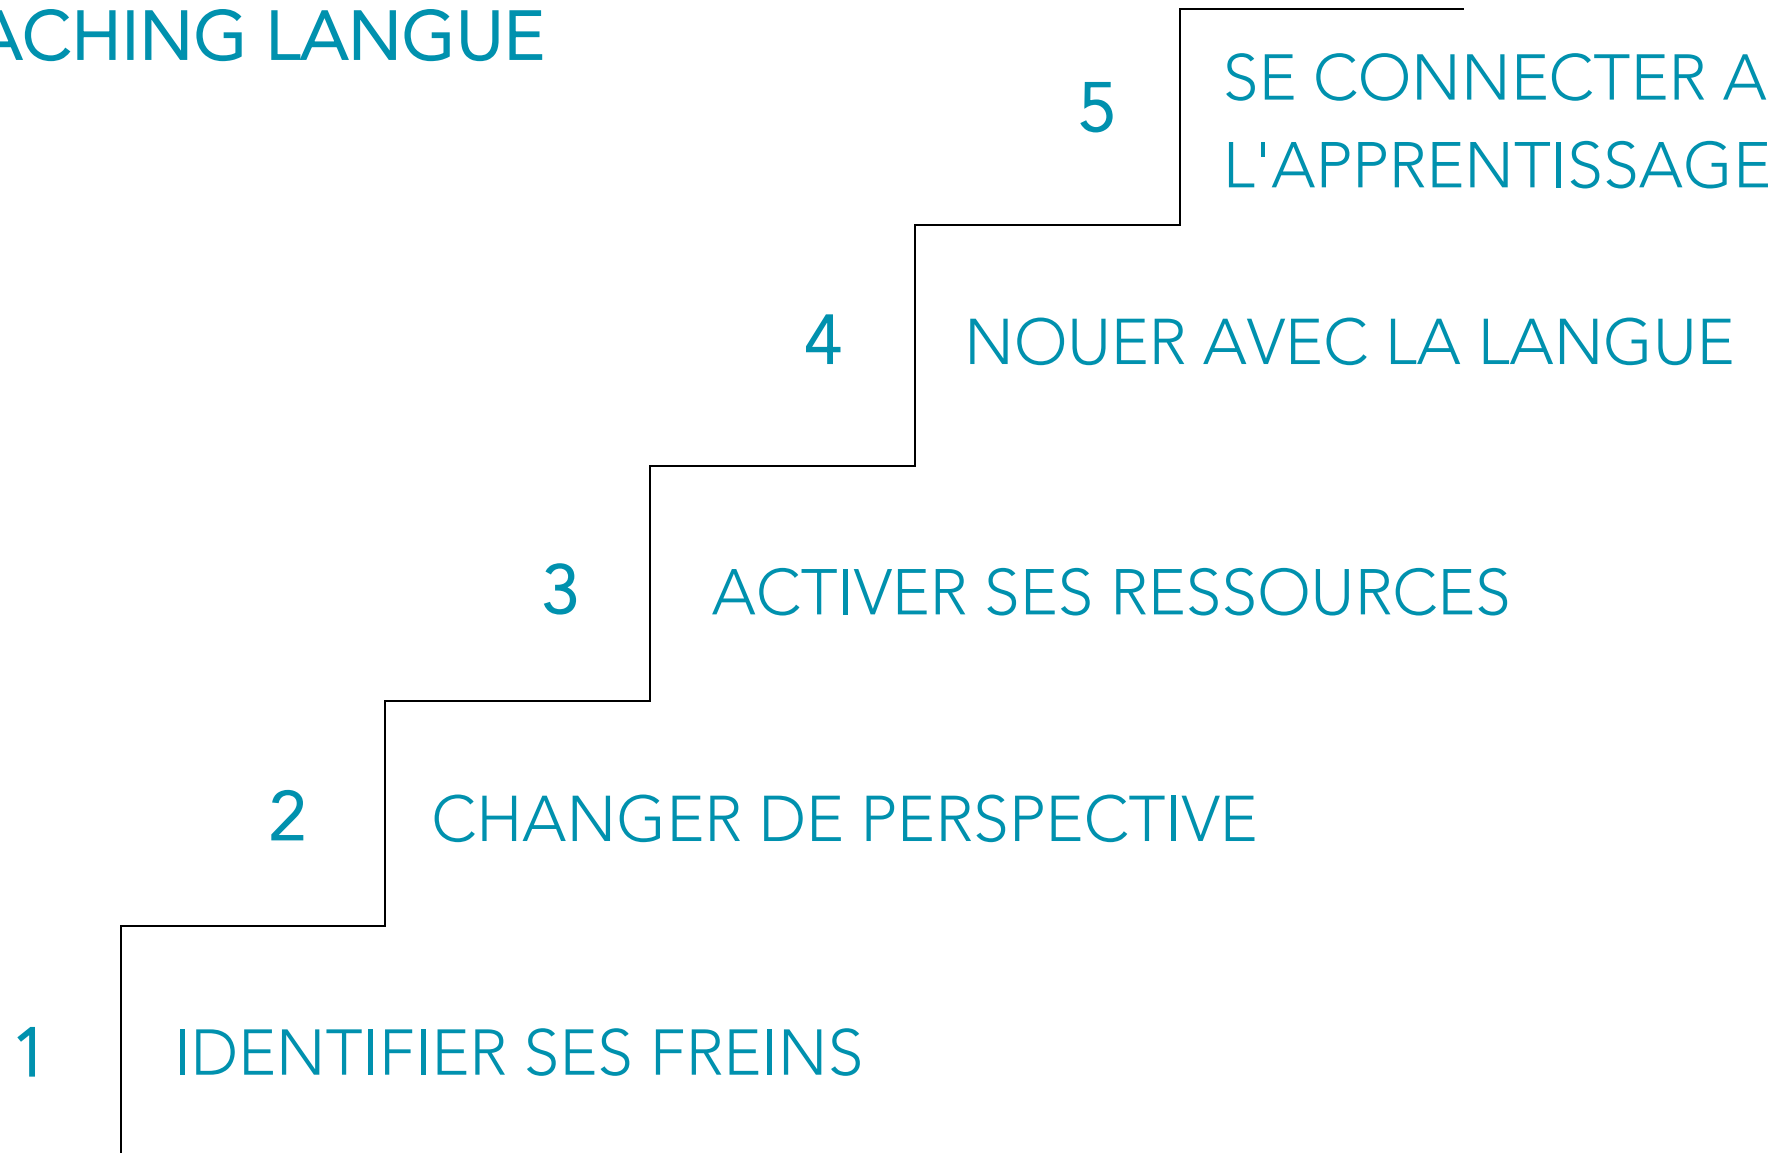 ACHING LANGUE
5
SE CONNECTER A
L'APPRENTISSAGE
4
NOUER AVEC LA LANGUE
3
ACTIVER SES RESSOURCES
2
CHANGER DE PERSPECTIVE
1
IDENTIFIER SES FREINS